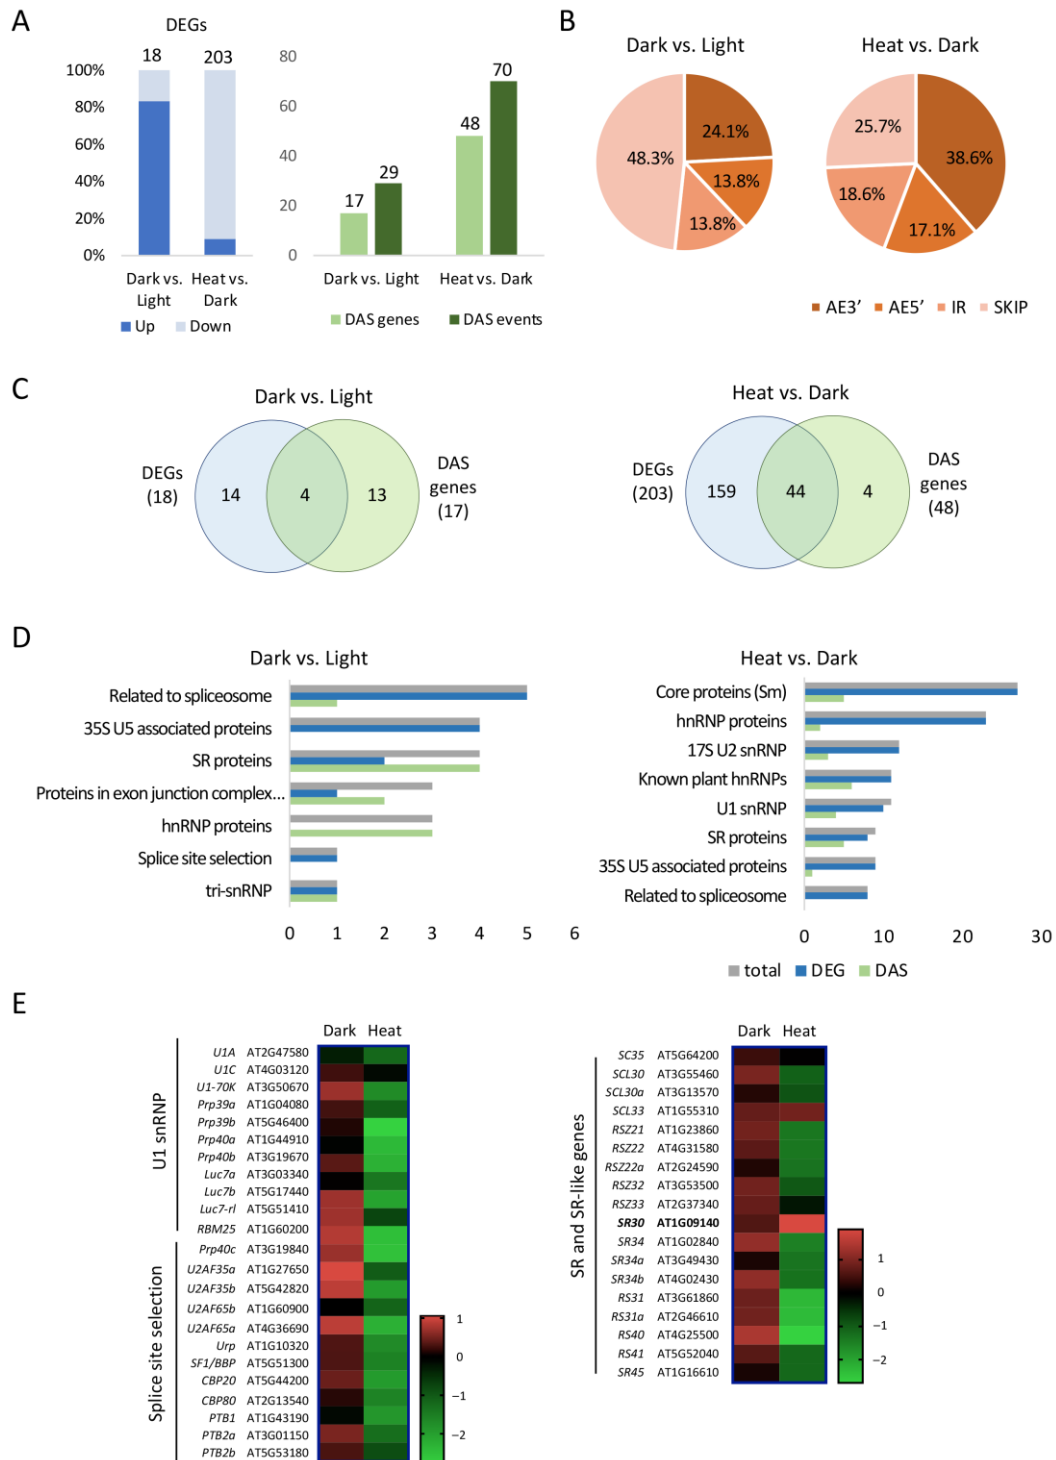 A
DEGs
18 203
100%
80%
60%
40%
20%
0%
Dark vs. Light
Heat vs. Dark
Up Down
80
60
40
20
0
17
29
48
70
Dark vs. Light Heat vs. Dark
DAS genes DAS events
B
Dark vs. Light
24.1%
13.8%
13.8%
48.3%
Heat vs. Dark
38.6%
17.1%
18.6%
25.7%
AE3’ AE5’ IR SKIP
C
Dark vs. Light
DEGs
(18)
14 4 13
DAS
genes
(17)
Heat vs. Dark
DEGs
(203)
159 44 4
DAS
genes
(48)
D
Dark vs. Light
Related to spliceosome
35S U5 associated proteins
SR proteins
Proteins in exon junction complex...
hnRNP proteins
Splice site selection
tri-snRNP
0 1 2 3 4 5 6
Heat vs. Dark
Core proteins (Sm)
hnRNP proteins
17S U2 snRNP
Known plant hnRNPs
U1 snRNP
SR proteins
35S U5 associated proteins
Related to spliceosome
0 10 20 30
total DEG DAS
E
Dark Heat
U1 snRNP
U1A AT2G47580
U1C AT4G03120
U1-70K AT3G50670
Prp39a AT1G04080
Prp39b AT5G46400
Prp40a AT1G44910
Prp40b AT3G19670
Luc7a AT3G03340
Luc7b AT5G17440
Luc7-rl AT5G51410
RBM25 AT1G60200
Splice site selection
Prp40c AT3G19840
U2AF35a AT1G27650
U2AF35b AT5G42820
U2AF65b AT1G60900
U2AF65a AT4G36690
Urp AT1G10320
SF1/BBP AT5G51300
CBP20 AT5G44200
CBP80 AT2G13540
PTB1 AT1G43190
PTB2a AT3G01150
PTB2b AT5G53180
1
0
−1
−2
Dark Heat
SR and SR-like genes
SC35 AT5G64200
SCL30 AT3G55460
SCL30a AT3G13570
SCL33 AT1G55310
RSZ21 AT1G23860
RSZ22 AT4G31580
RSZ22a AT2G24590
RSZ32 AT3G53500
RSZ33 AT2G37340
SR30 AT1G09140
SR34 AT1G02840
SR34a AT3G49430
SR34b AT4G02430
RS31 AT3G61860
RS31a AT2G46610
RS40 AT4G25500
RS41 AT5G52040
SR45 AT1G16610
1
0
−1
−2